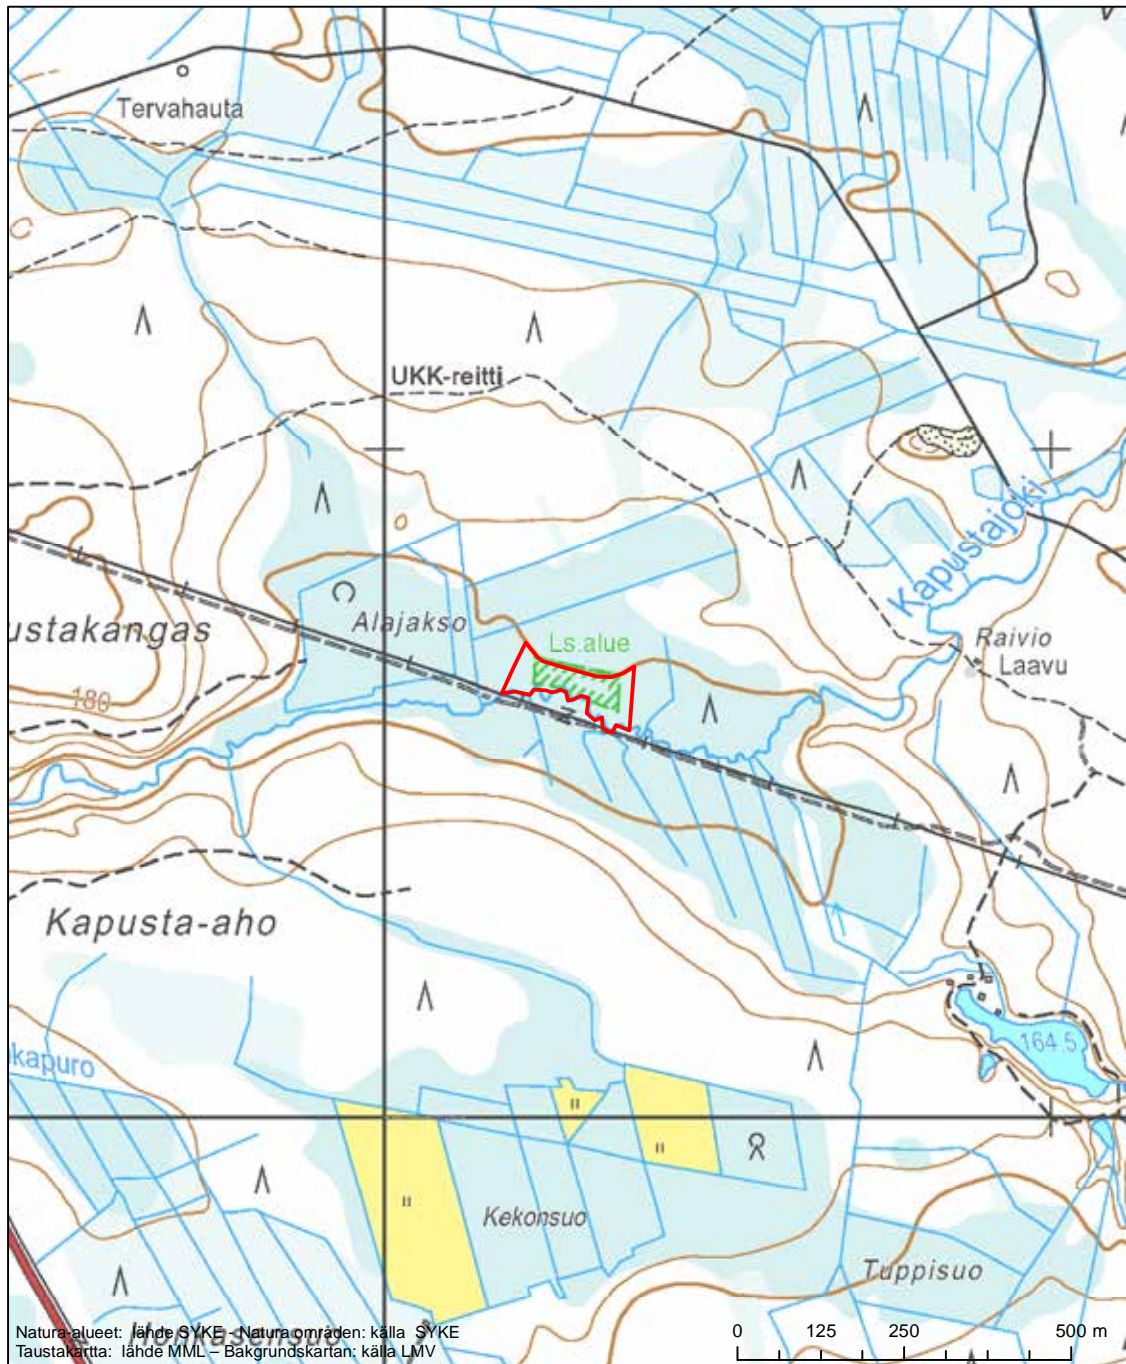 Tervahauta
UKK-reitti
Kapustajoki
ustakangas
Alajakso
Ls.alue
Raivio
Laavu
180
Kapusta-aho
164.5
kapuro
Kekonsuo
Tuppisuo
Honkasensuo
Natura-alueet: lähde SYKE - Natura områden: källa SYKE
Taustakartta: lähde MML – Bakgrundskartan: källa LMV
0 125 250 500 m